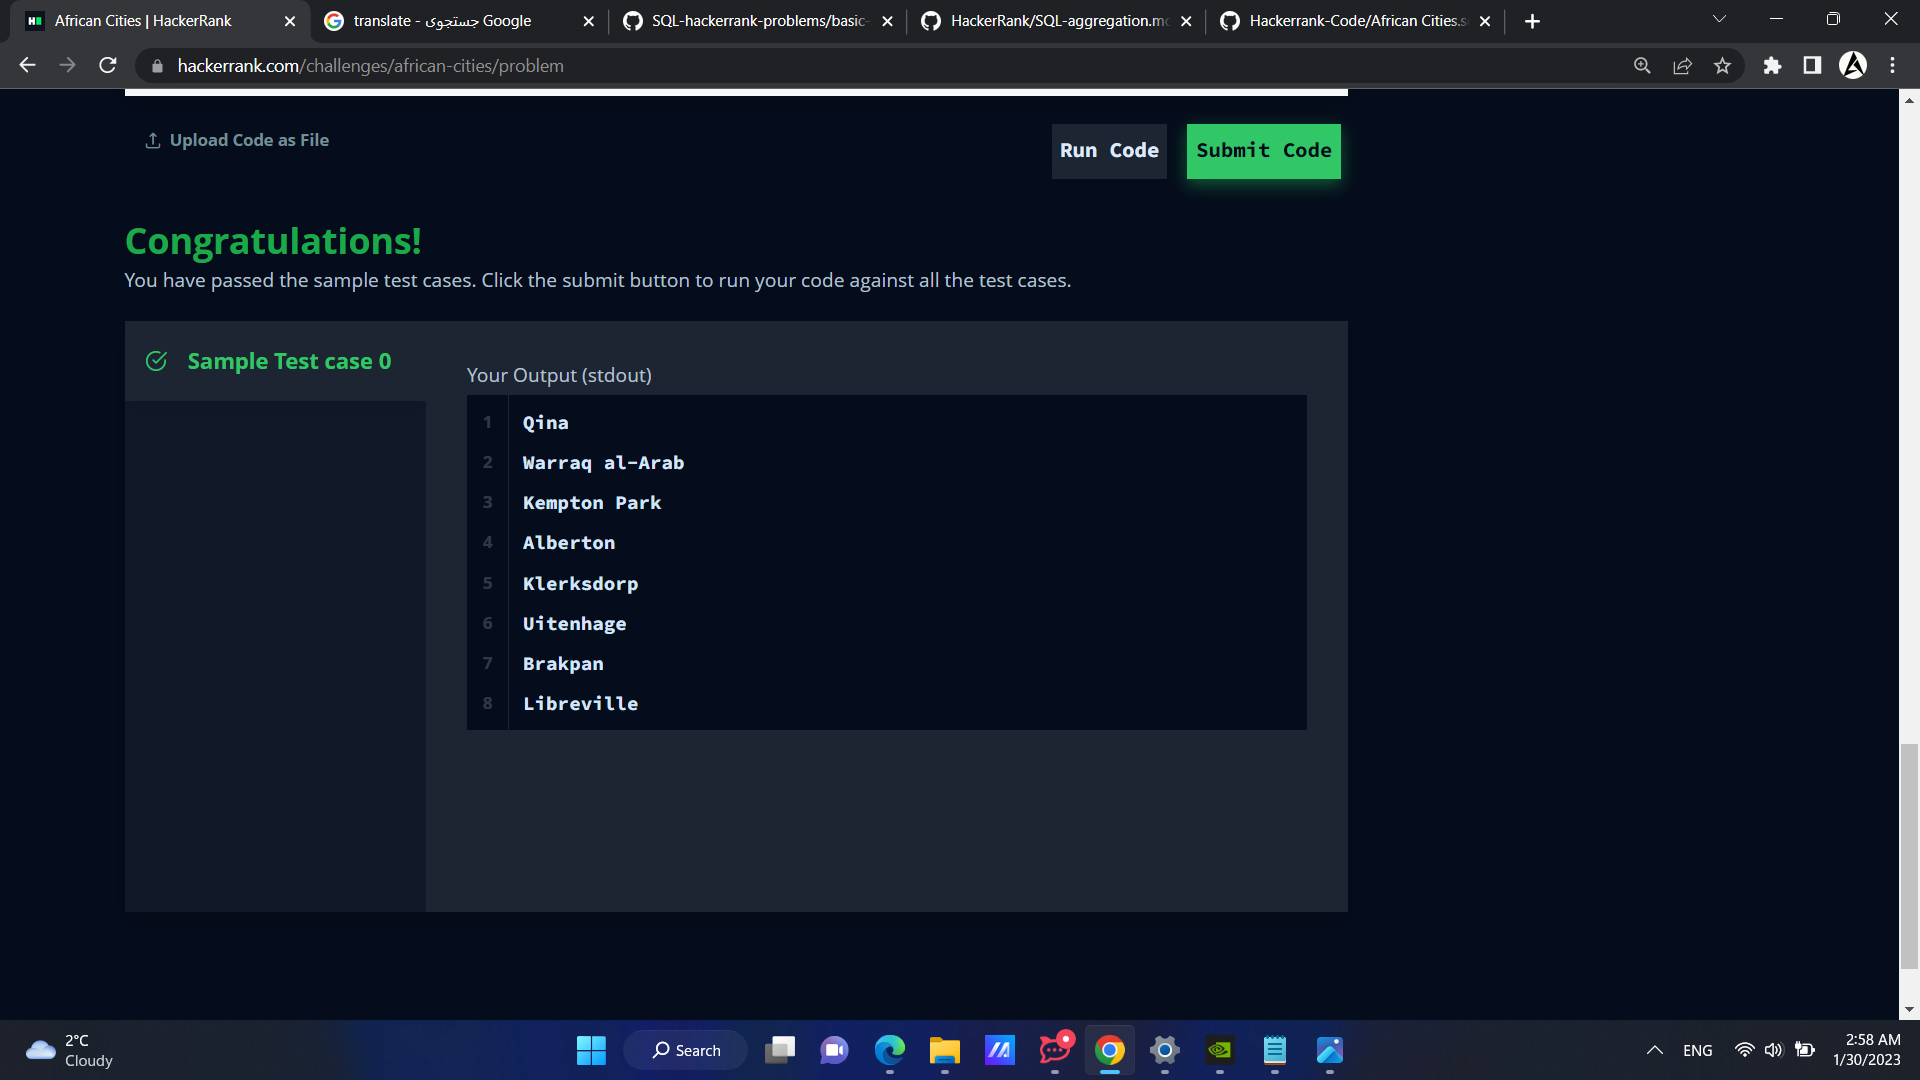 African Cities | HackerRank
translate - جستجوی Google
SQL-hackerrank-problems/basic-
HackerRank/SQL-aggregation.m
Hackerrank-Code/African Cities.s
hackerrank.com/challenges/african-cities/problem
Upload Code as File
Run Code
Submit Code
Congratulations!
You have passed the sample test cases. Click the submit button to run your code against all the test cases.
Sample Test case 0
Your Output (stdout)
1 Qina
2 Warraq al-Arab
3 Kempton Park
4 Alberton
5 Klerksdorp
6 Uitenhage
7 Brakpan
8 Libreville
2°C
Cloudy
Search
ENG
2:58 AM
1/30/2023